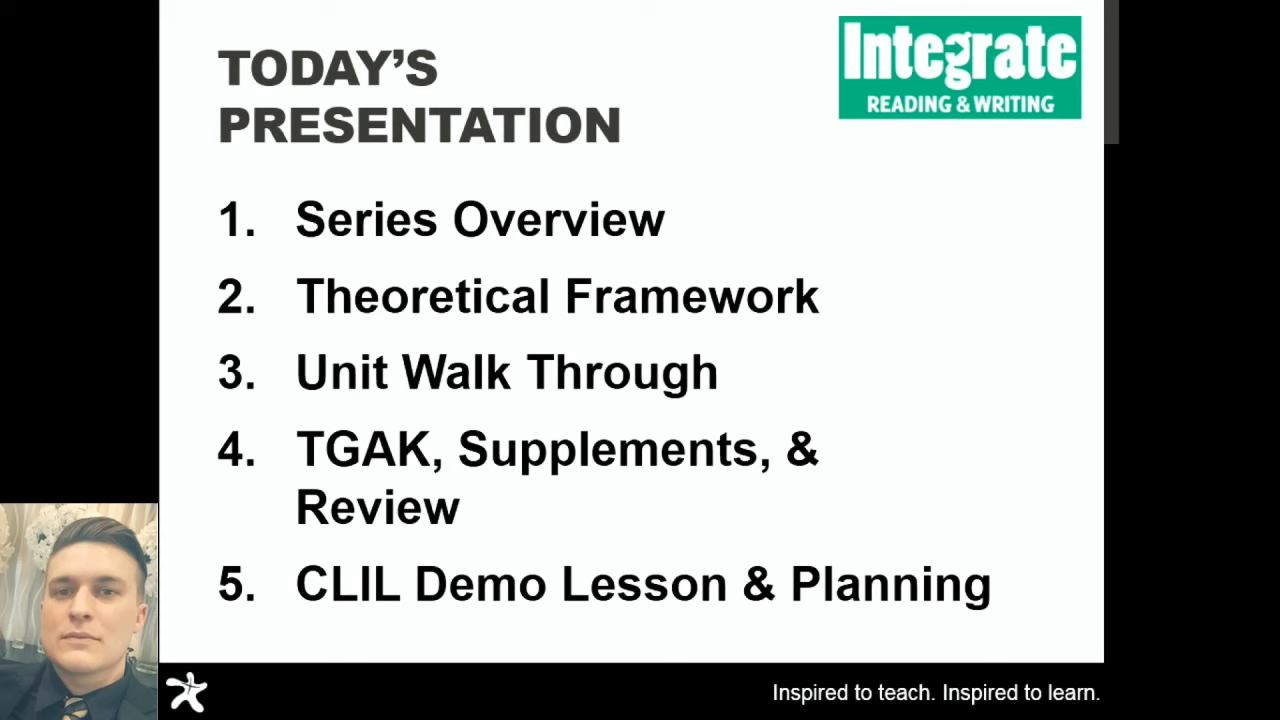 TODAY'S
PRESENTATION
Integrate
READING & WRITING
1. Series Overview
2. Theoretical Framework
3. Unit Walk Through
4. TGAK, Supplements, &
Review
5. CLIL Demo Lesson & Planning
Inspired to teach. Inspired to learn.